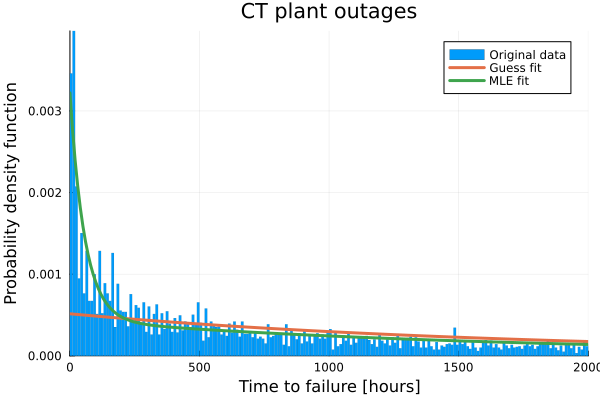 CT plant outages
Original data
Guess fit
MLE fit
Probability density function
0.003
0.002
0.001
0.000
0
500
1000
1500
2000
Time to failure [hours]